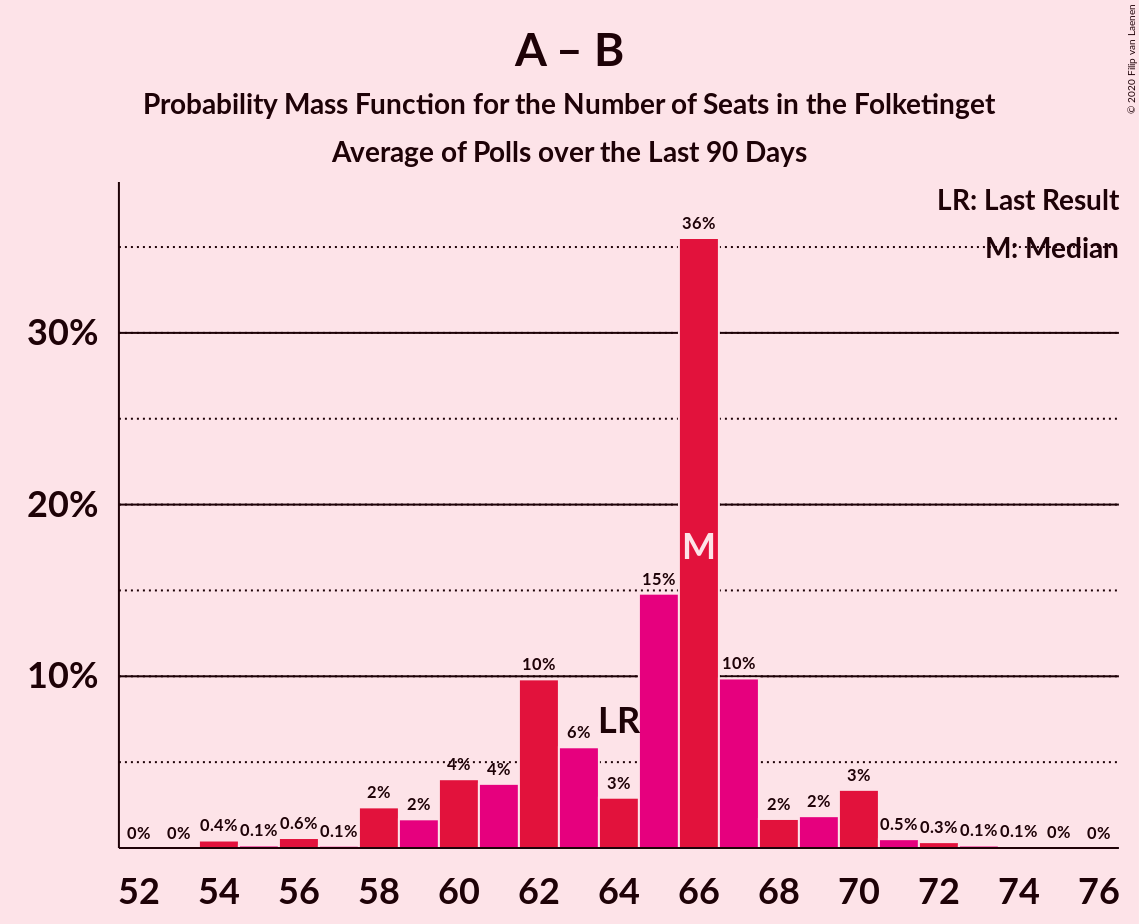 A – B
Probability Mass Function for the Number of Seats in the Folketinget
Average of Polls over the Last 90 Days
© 2020 Filip van Laenen
LR: Last Result
M: Median
30%
20%
10%
0% 0% 0.4% 0.1% 0.6% 0.1% 2% 2% 4% 4% 10% 6% 3% 15% 36% 10% 2% 2% 3% 0.5% 0.3% 0.1% 0.1% 0% 0%
LR
M
52 54 56 58 60 62 64 66 68 70 72 74 76